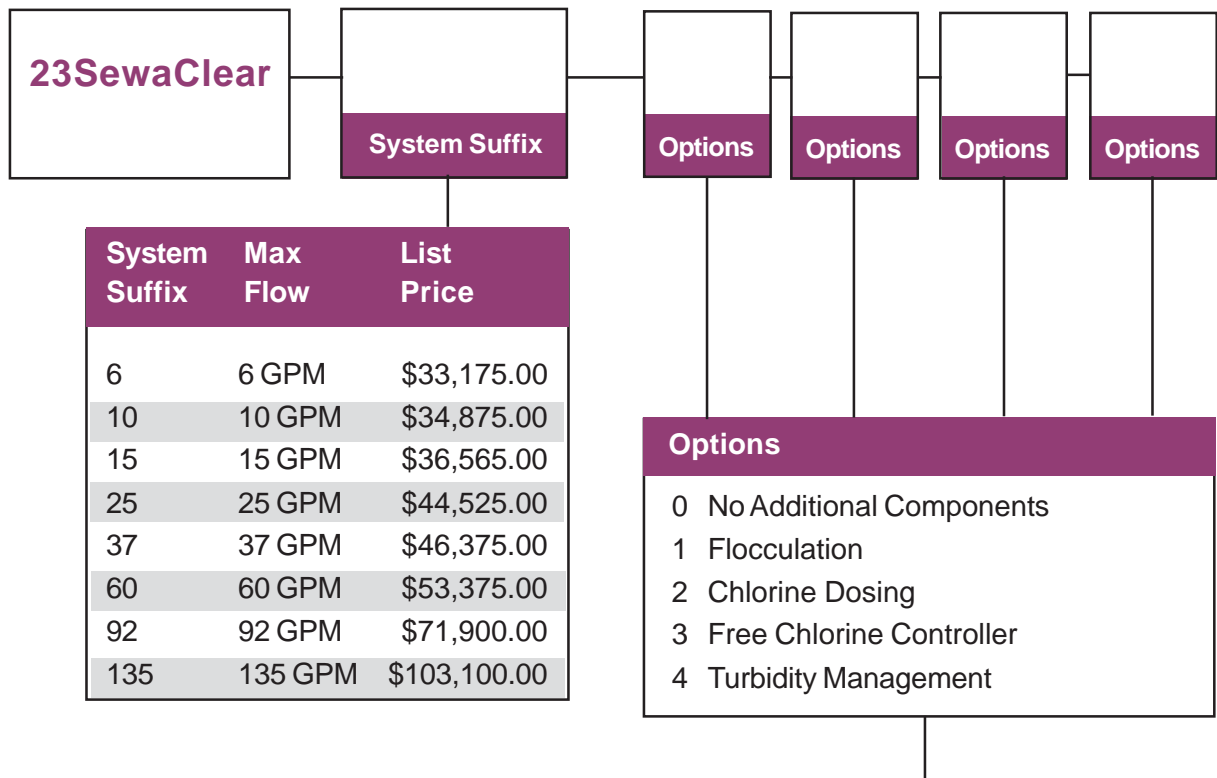 23SewaClear
System Suffix
Options
Options
Options
Options
System Suffix Max Flow List Price
6 6 GPM $33,175.00
10 10 GPM $34,875.00
15 15 GPM $36,565.00
25 25 GPM $44,525.00
37 37 GPM $46,375.00
60 60 GPM $53,375.00
92 92 GPM $71,900.00
135 135 GPM $103,100.00
Options
0 No Additional Components
1 Flocculation
2 Chlorine Dosing
3 Free Chlorine Controller
4 Turbidity Management